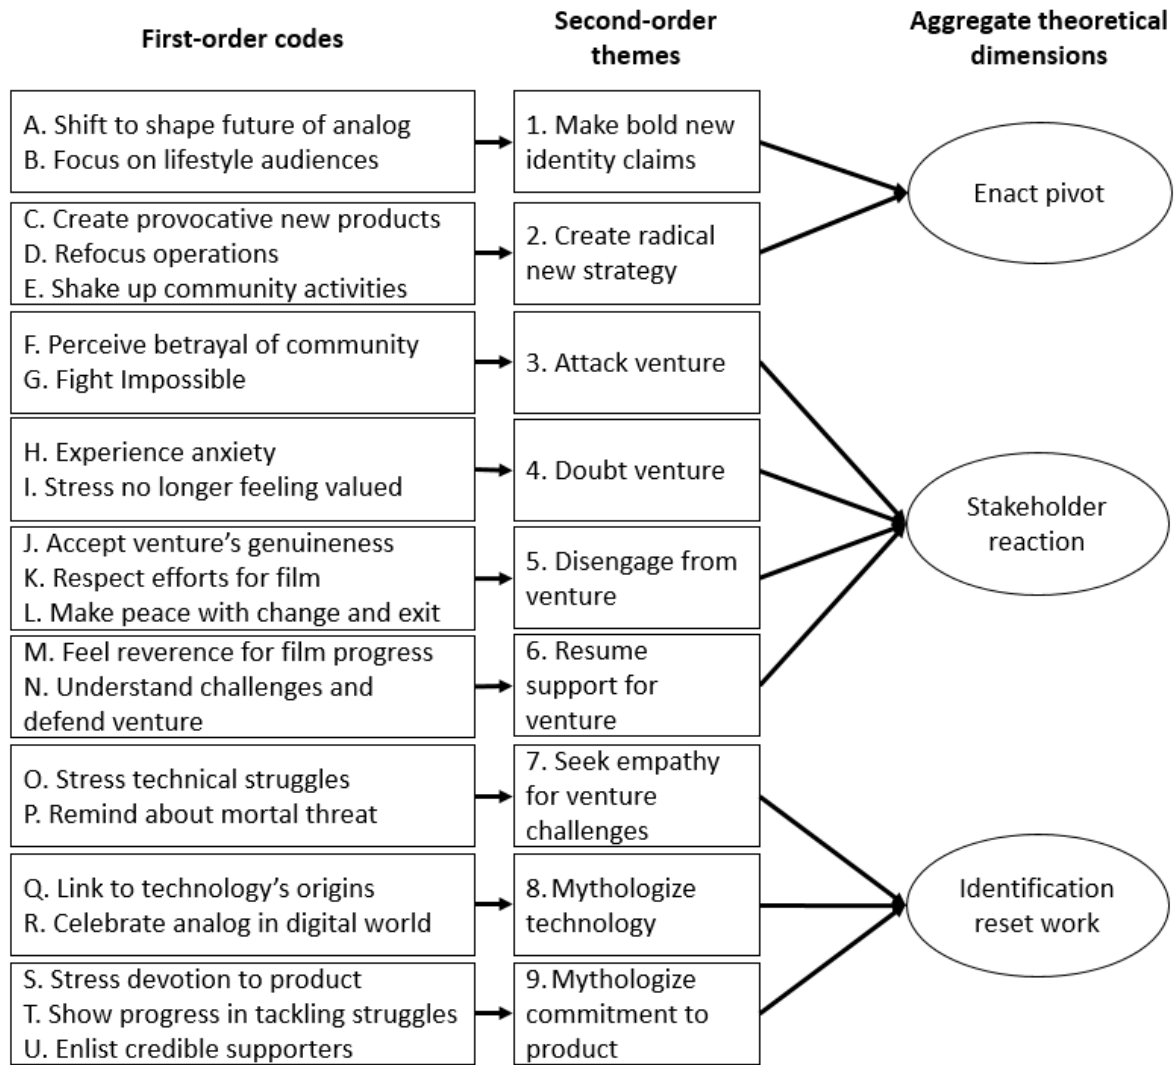 First-order codes
Second-order
themes
Aggregate theoretical
dimensions
A. Shift to shape future of analog
B. Focus on lifestyle audiences
1. Make bold new
identity claims
Enact pivot
C. Create provocative new products
D. Refocus operations
E. Shake up community activities
2. Create radical
new strategy
F. Perceive betrayal of community
G. Fight Impossible
3. Attack venture
H. Experience anxiety
I. Stress no longer feeling valued
4. Doubt venture
Stakeholder
reaction
J. Accept venture's genuineness
K. Respect efforts for film
L. Make peace with change and exit
5. Disengage from
venture
M. Feel reverence for film progress
N. Understand challenges and
defend venture
6. Resume
support for
venture
O. Stress technical struggles
P. Remind about mortal threat
7. Seek empathy
for venture
challenges
Q. Link to technology's origins
R. Celebrate analog in digital world
8. Mythologize
technology
Identification
reset work
S. Stress devotion to product
T. Show progress in tackling struggles
U. Enlist credible supporters
9. Mythologize
commitment to
product